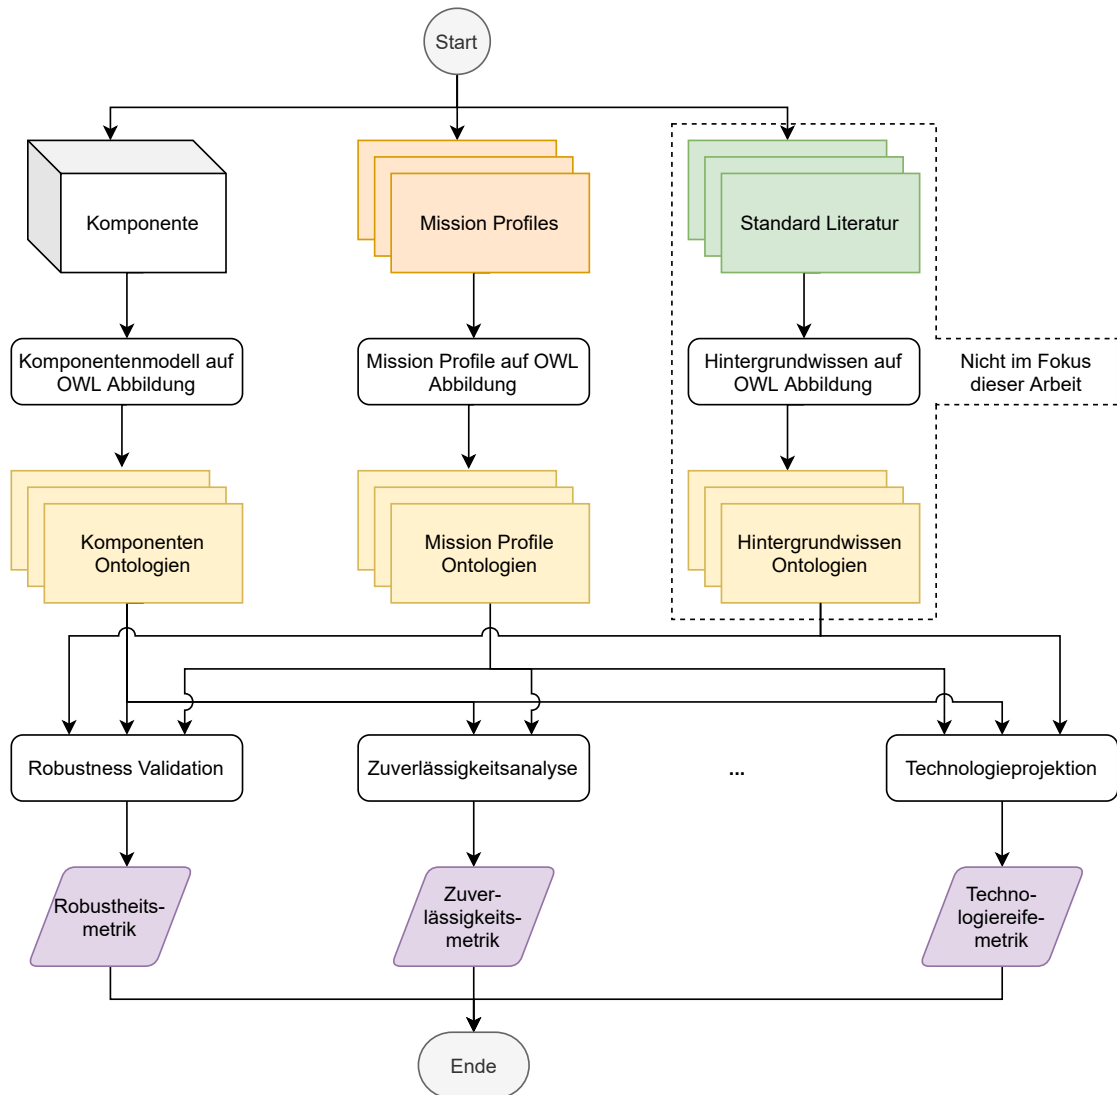 Start
Komponente
Mission Profiles
Standard Literatur
Komponentenmodell auf
OWL Abbildung
Mission Profile auf OWL
Abbildung
Hintergrundwissen auf
OWL Abbildung
Nicht im Fokus
dieser Arbeit
Komponenten
Ontologien
Mission Profile
Ontologien
Hintergrundwissen
Ontologien
Robustness Validation
Zuverlässigkeitsanalyse
...
Technologieprojektion
Robustheits-
metrik
Zuver-
lässigkeits-
metrik
Techno-
logiereife-
metrik
Ende